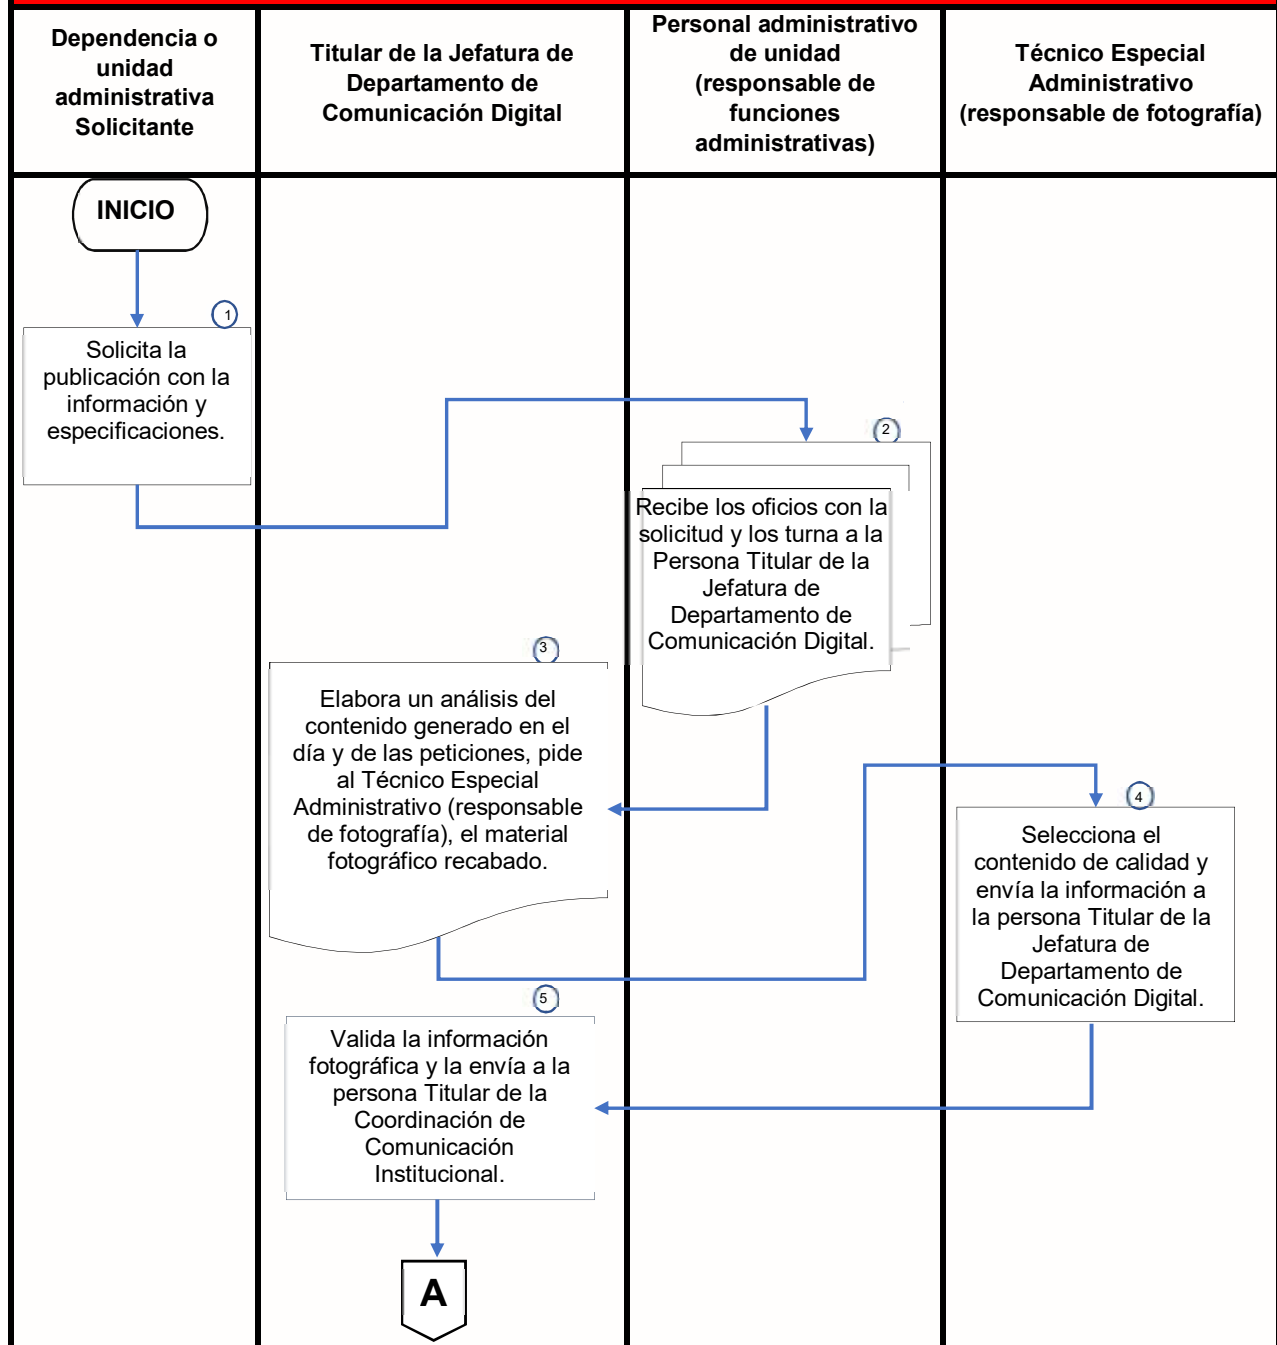 Dependencia o
unidad
administrativa
Solicitante
Titular de la Jefatura de
Departamento de
Comunicación Digital
Personal administrativo
de unidad
(responsable de
funciones
administrativas)
Técnico Especial
Administrativo
(responsable de fotografía)
INICIO
1
Solicita la
publicación con la
información y
especificaciones.
2
Recibe los oficios con la
solicitud y los turna a la
Persona Titular de la
Jefatura de
Departamento de
Comunicación Digital.
3
Elabora un análisis del
contenido generado en el
día y de las peticiones, pide
al Técnico Especial
Administrativo (responsable
de fotografía), el material
fotográfico recabado.
4
Selecciona el
contenido de calidad y
envía la información a
la persona Titular de la
Jefatura de
Departamento de
Comunicación Digital.
5
Valida la información
fotográfica y la envía a la
persona Titular de la
Coordinación de
Comunicación
Institucional.
A